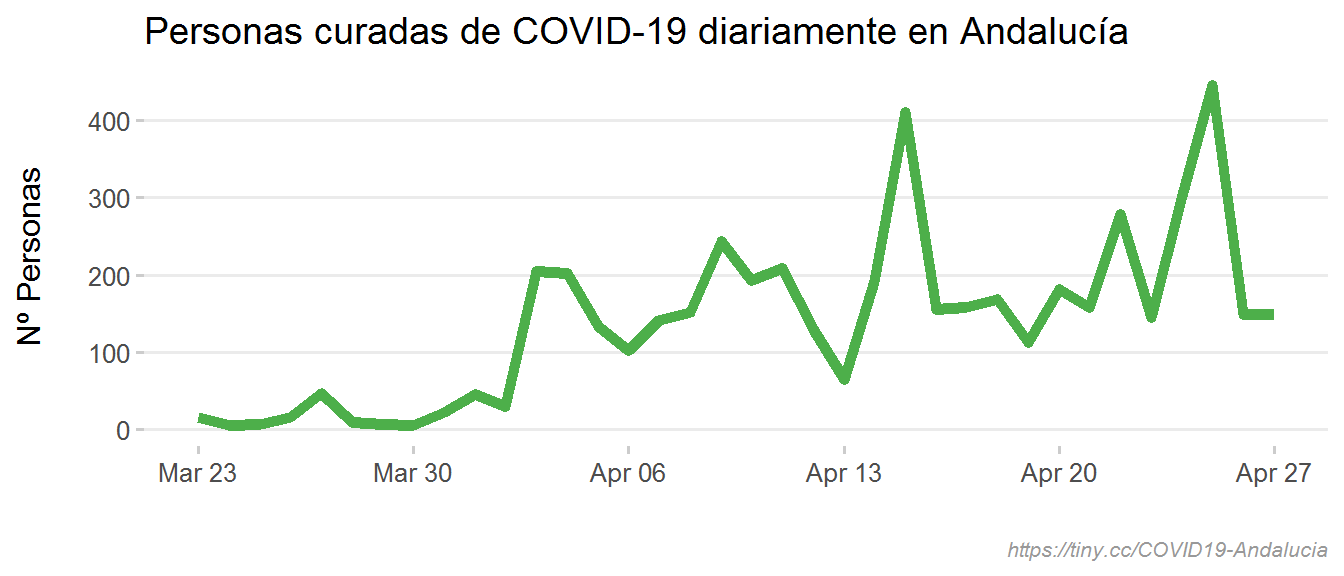 Personas curadas de COVID-19 diariamente en Andalucía
Nº Personas
400
300
200
100
0
Mar 23 Mar 30 Apr 06 Apr 13 Apr 20 Apr 27
https://tiny.cc/COVID19-Andalucia